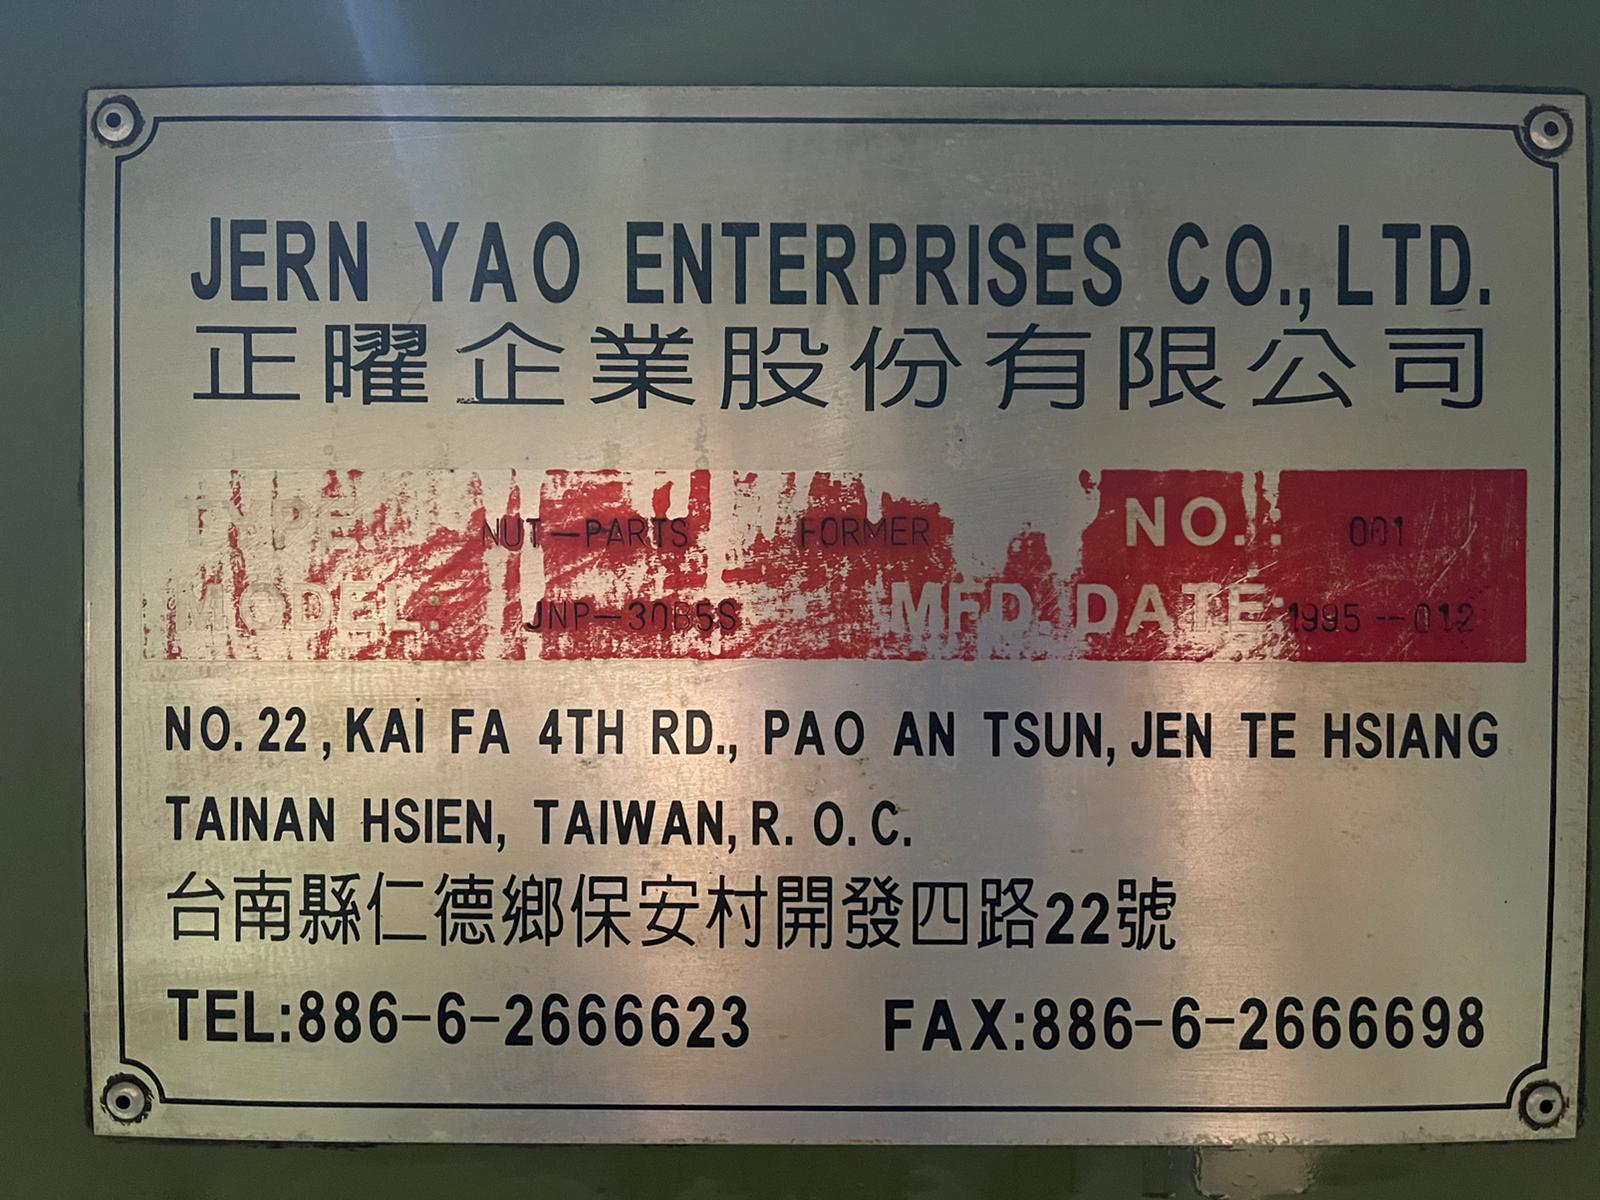 JERN YAO ENTERPRISES CO., LTD.
正曜企業股份有限公司
TYPE: NUT-PARTS FORMER NO.: 001
MODEL: JNP-30B5S MFD. DATE: 1995--012
NO. 22, KAI FA 4TH RD., PAO AN TSUN, JEN TE HSIANG
TAINAN HSIEN, TAIWAN, R. O. C.
台南縣仁德鄉保安村開發四路22號
TEL:886-6-2666623 FAX:886-6-2666698